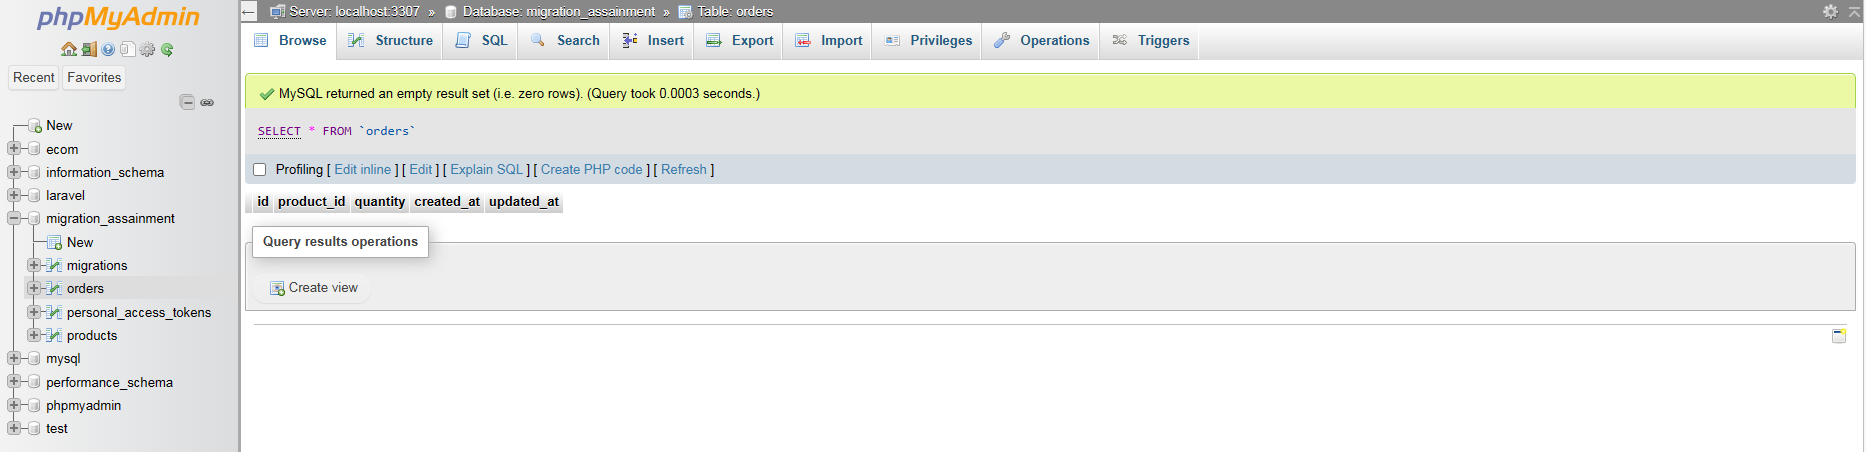 phpMyAdmin
Recent Favorites
New
ecom
information_schema
laravel
migration_assainment
New
migrations
orders
personal_access_tokens
products
mysql
performance_schema
phpmyadmin
test
Server: localhost:3307 » Database: migration_assainment » Table: orders
Browse Structure SQL Search Insert Export Import Privileges Operations Triggers
MySQL returned an empty result set (i.e. zero rows). (Query took 0.0003 seconds.)
SELECT * FROM `orders`
Profiling [ Edit inline ] [ Edit ] [ Explain SQL ] [ Create PHP code ] [ Refresh ]
id product_id quantity created_at updated_at
Query results operations
Create view